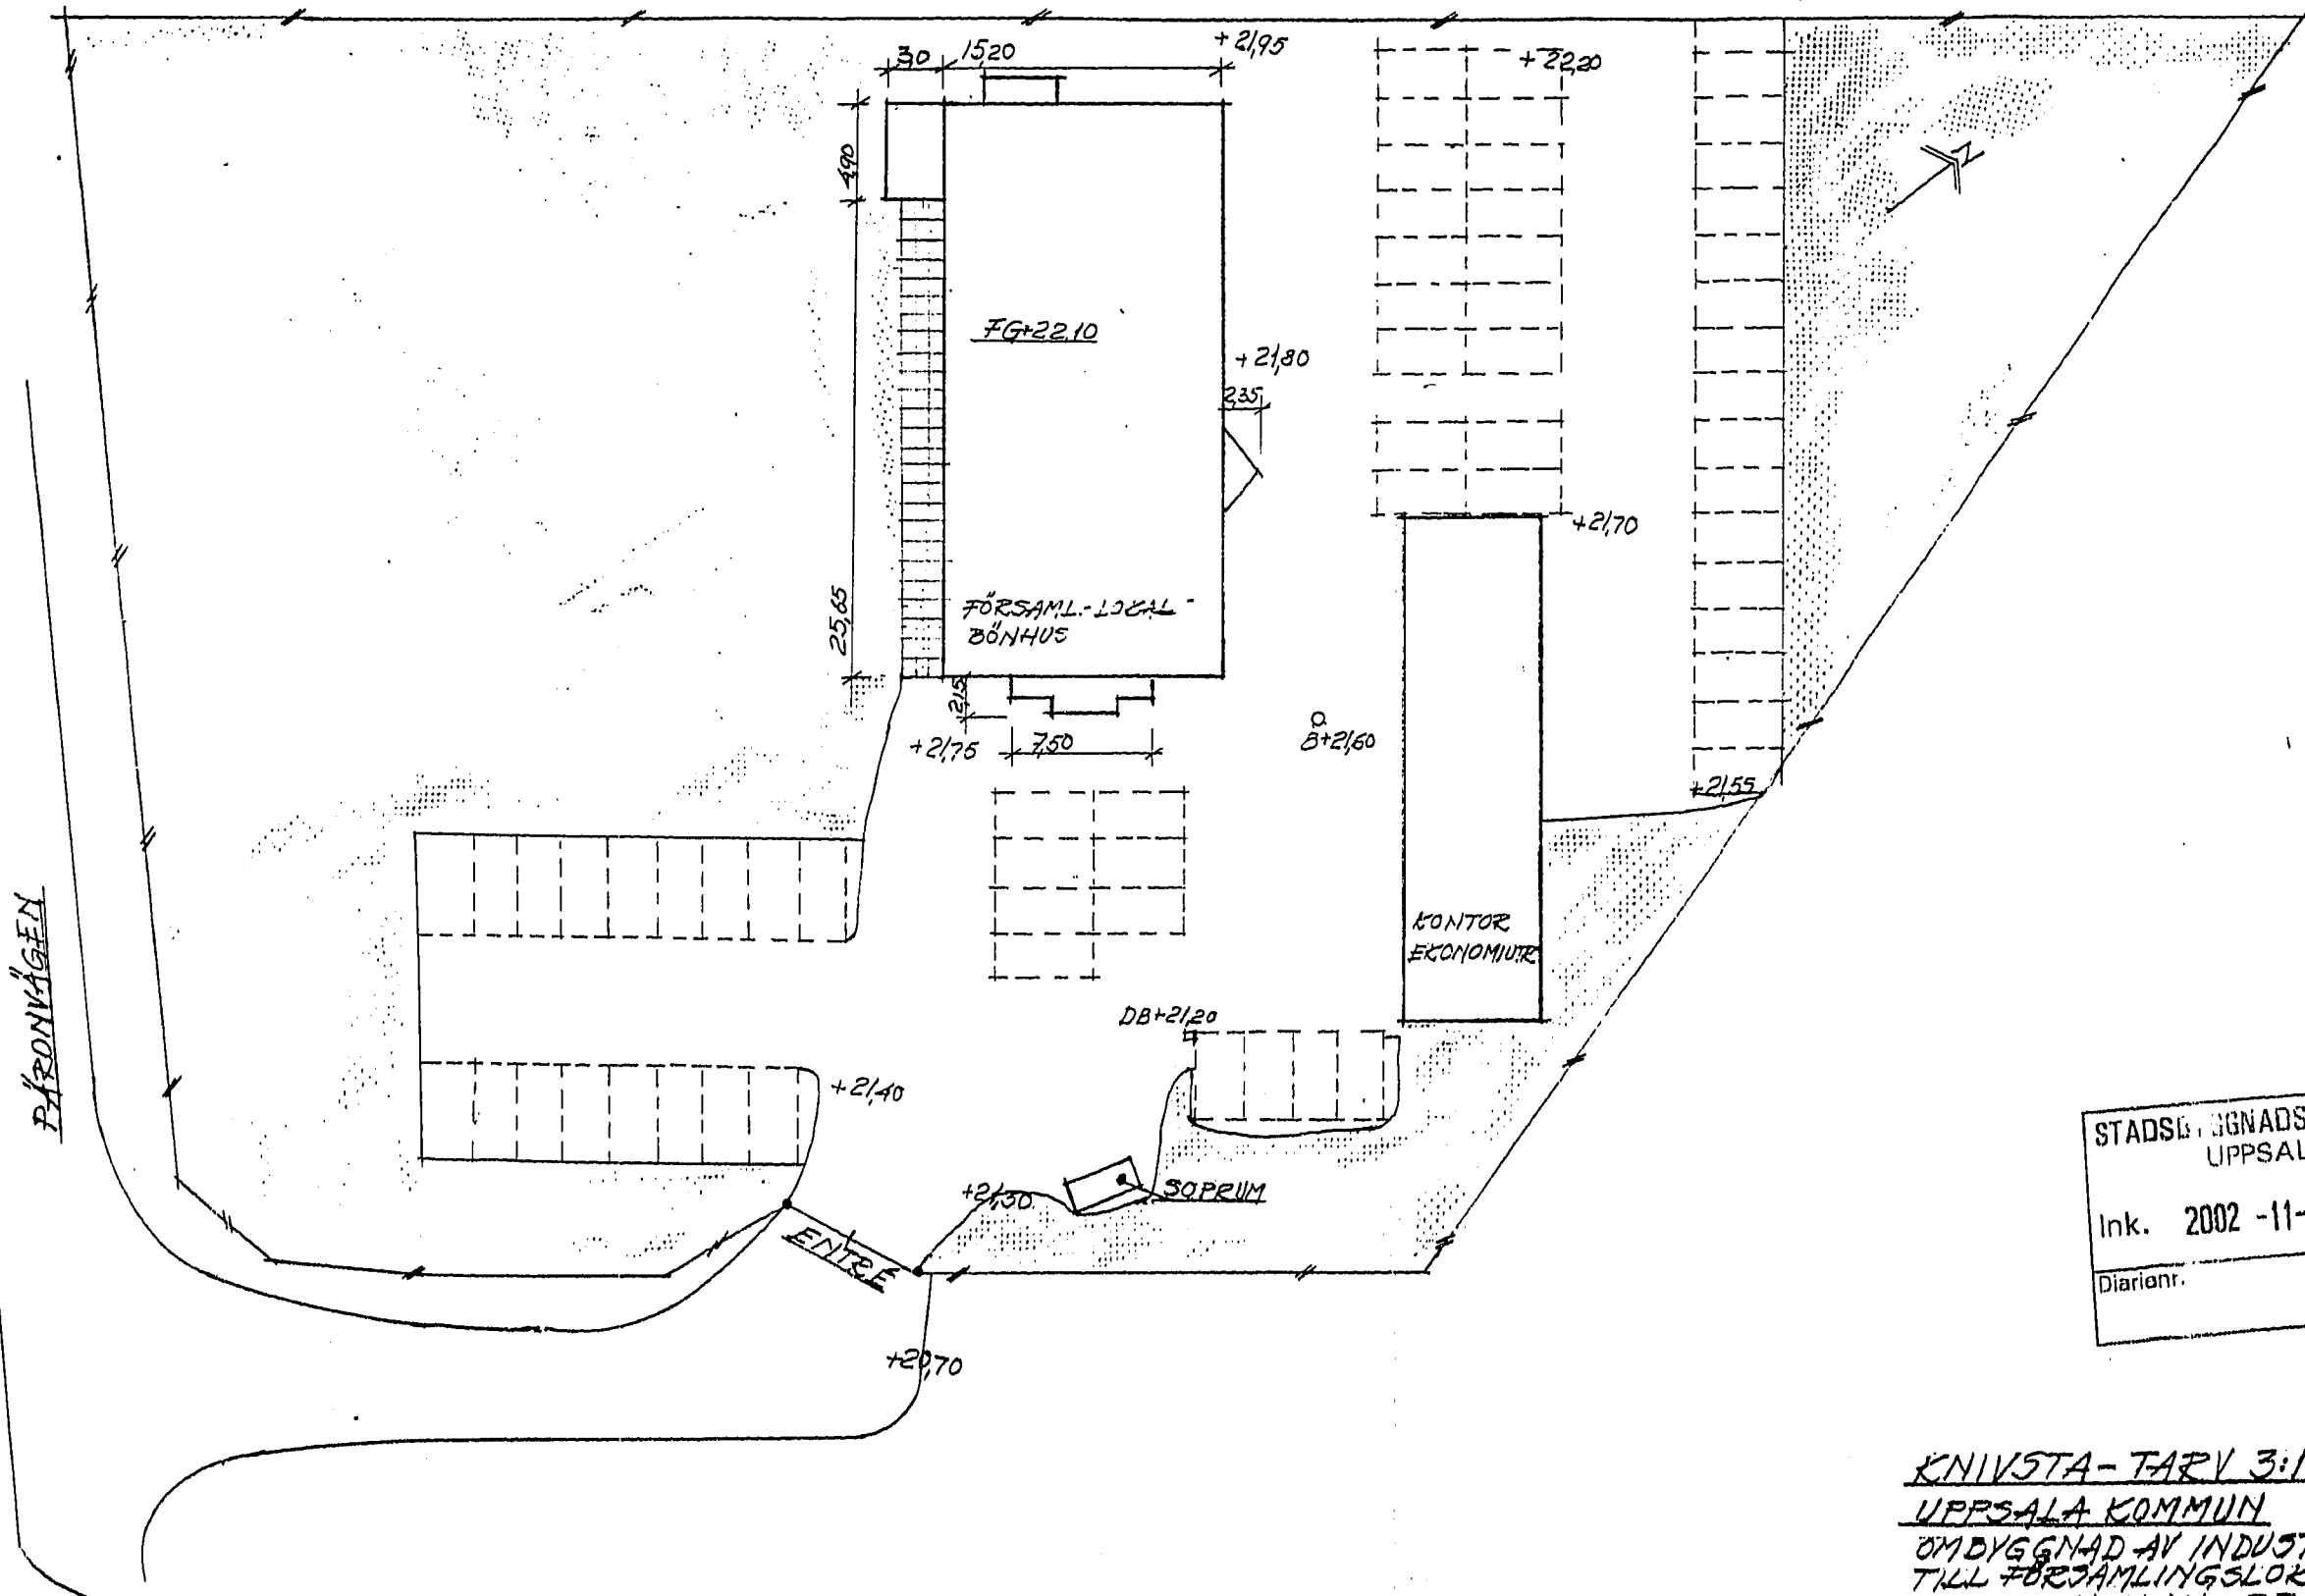 3,0
15,20
+21,95
+22,20
4,90
FG+22,10
+21,80
2,35
+21,70
25,65
FÖRSAML.-LOKAL-
BÖNHUS
2,15
+21,75
7,50
B+21,60
+21,55
PÄRONVÄGEN
KONTOR
EKONOMIUTR
DB+21,20
+21,40
SOPRUM
+21,30
ENTRÉ
+20,70
N
UPPSAL
Ink. 2002-11-
Diarienr.
KNIVSTA-TARV 3:1
UPPSALA KOMMUN
OMBYGGNAD AV INDUST
TILL FÖRSAMLINGSLOK